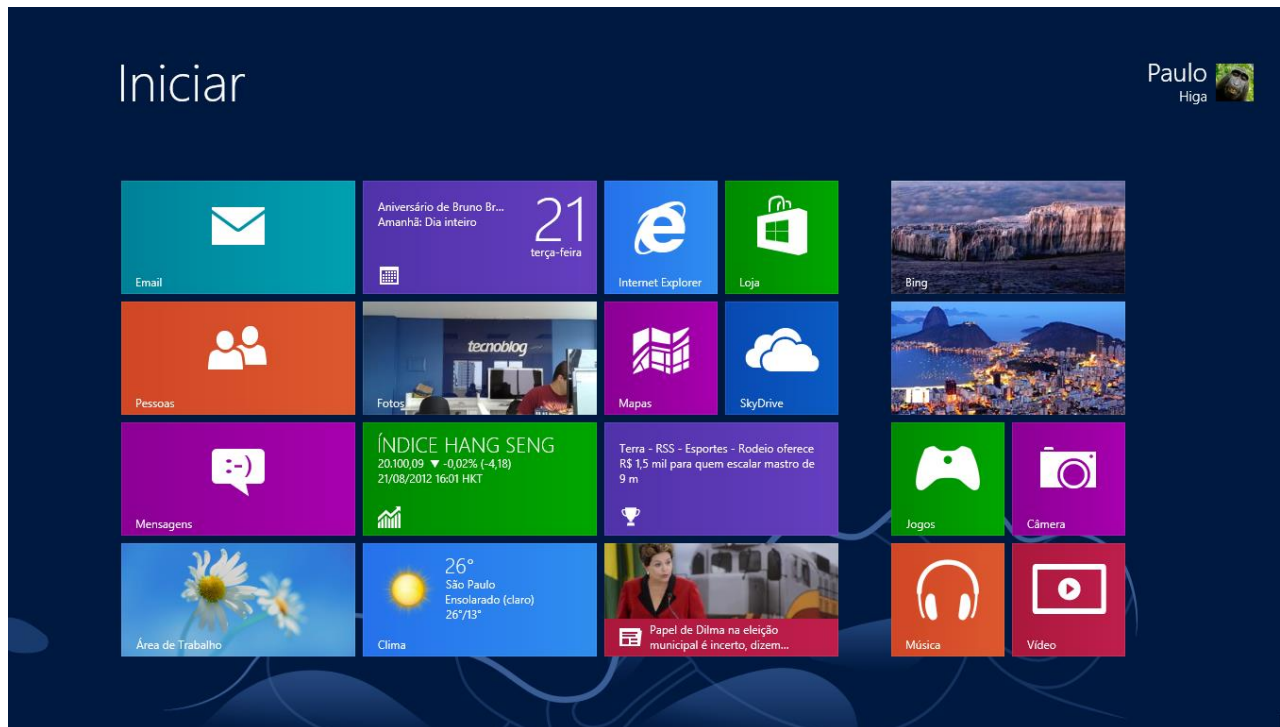 Iniciar
Paulo
Higa
Email
Aniversário de Bruno Br...
Amanhã: Dia inteiro
21
terça-feira
Internet Explorer
Loja
Bing
Pessoas
tecnoblog
Fotos
Mapas
SkyDrive
:-)
Mensagens
ÍNDICE HANG SENG
20.100,09 ▼ -0,02% (-4,18)
21/08/2012 16:01 HKT
Terra - RSS - Esportes - Rodeio oferece
R$ 1,5 mil para quem escalar mastro de
9 m
Jogos
Câmera
Área de Trabalho
26°
São Paulo
Ensolarado (claro)
26°/13°
Clima
Papel de Dilma na eleição
municipal é incerto, dizem...
Música
Vídeo